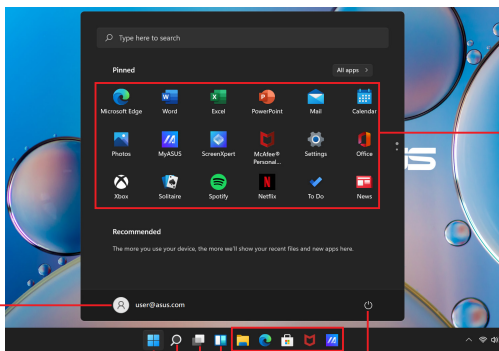 Type here to search
Pinned
All apps >
Microsoft Edge
Word
Excel
PowerPoint
Mail
Calendar
Photos
MyASUS
ScreenXpert
McAfee®
Personal...
Settings
Office
Xbox
Solitaire
Spotify
Netflix
To Do
News
Recommended
The more you use your device, the more we'll show your recent files and new apps here.
user@asus.com